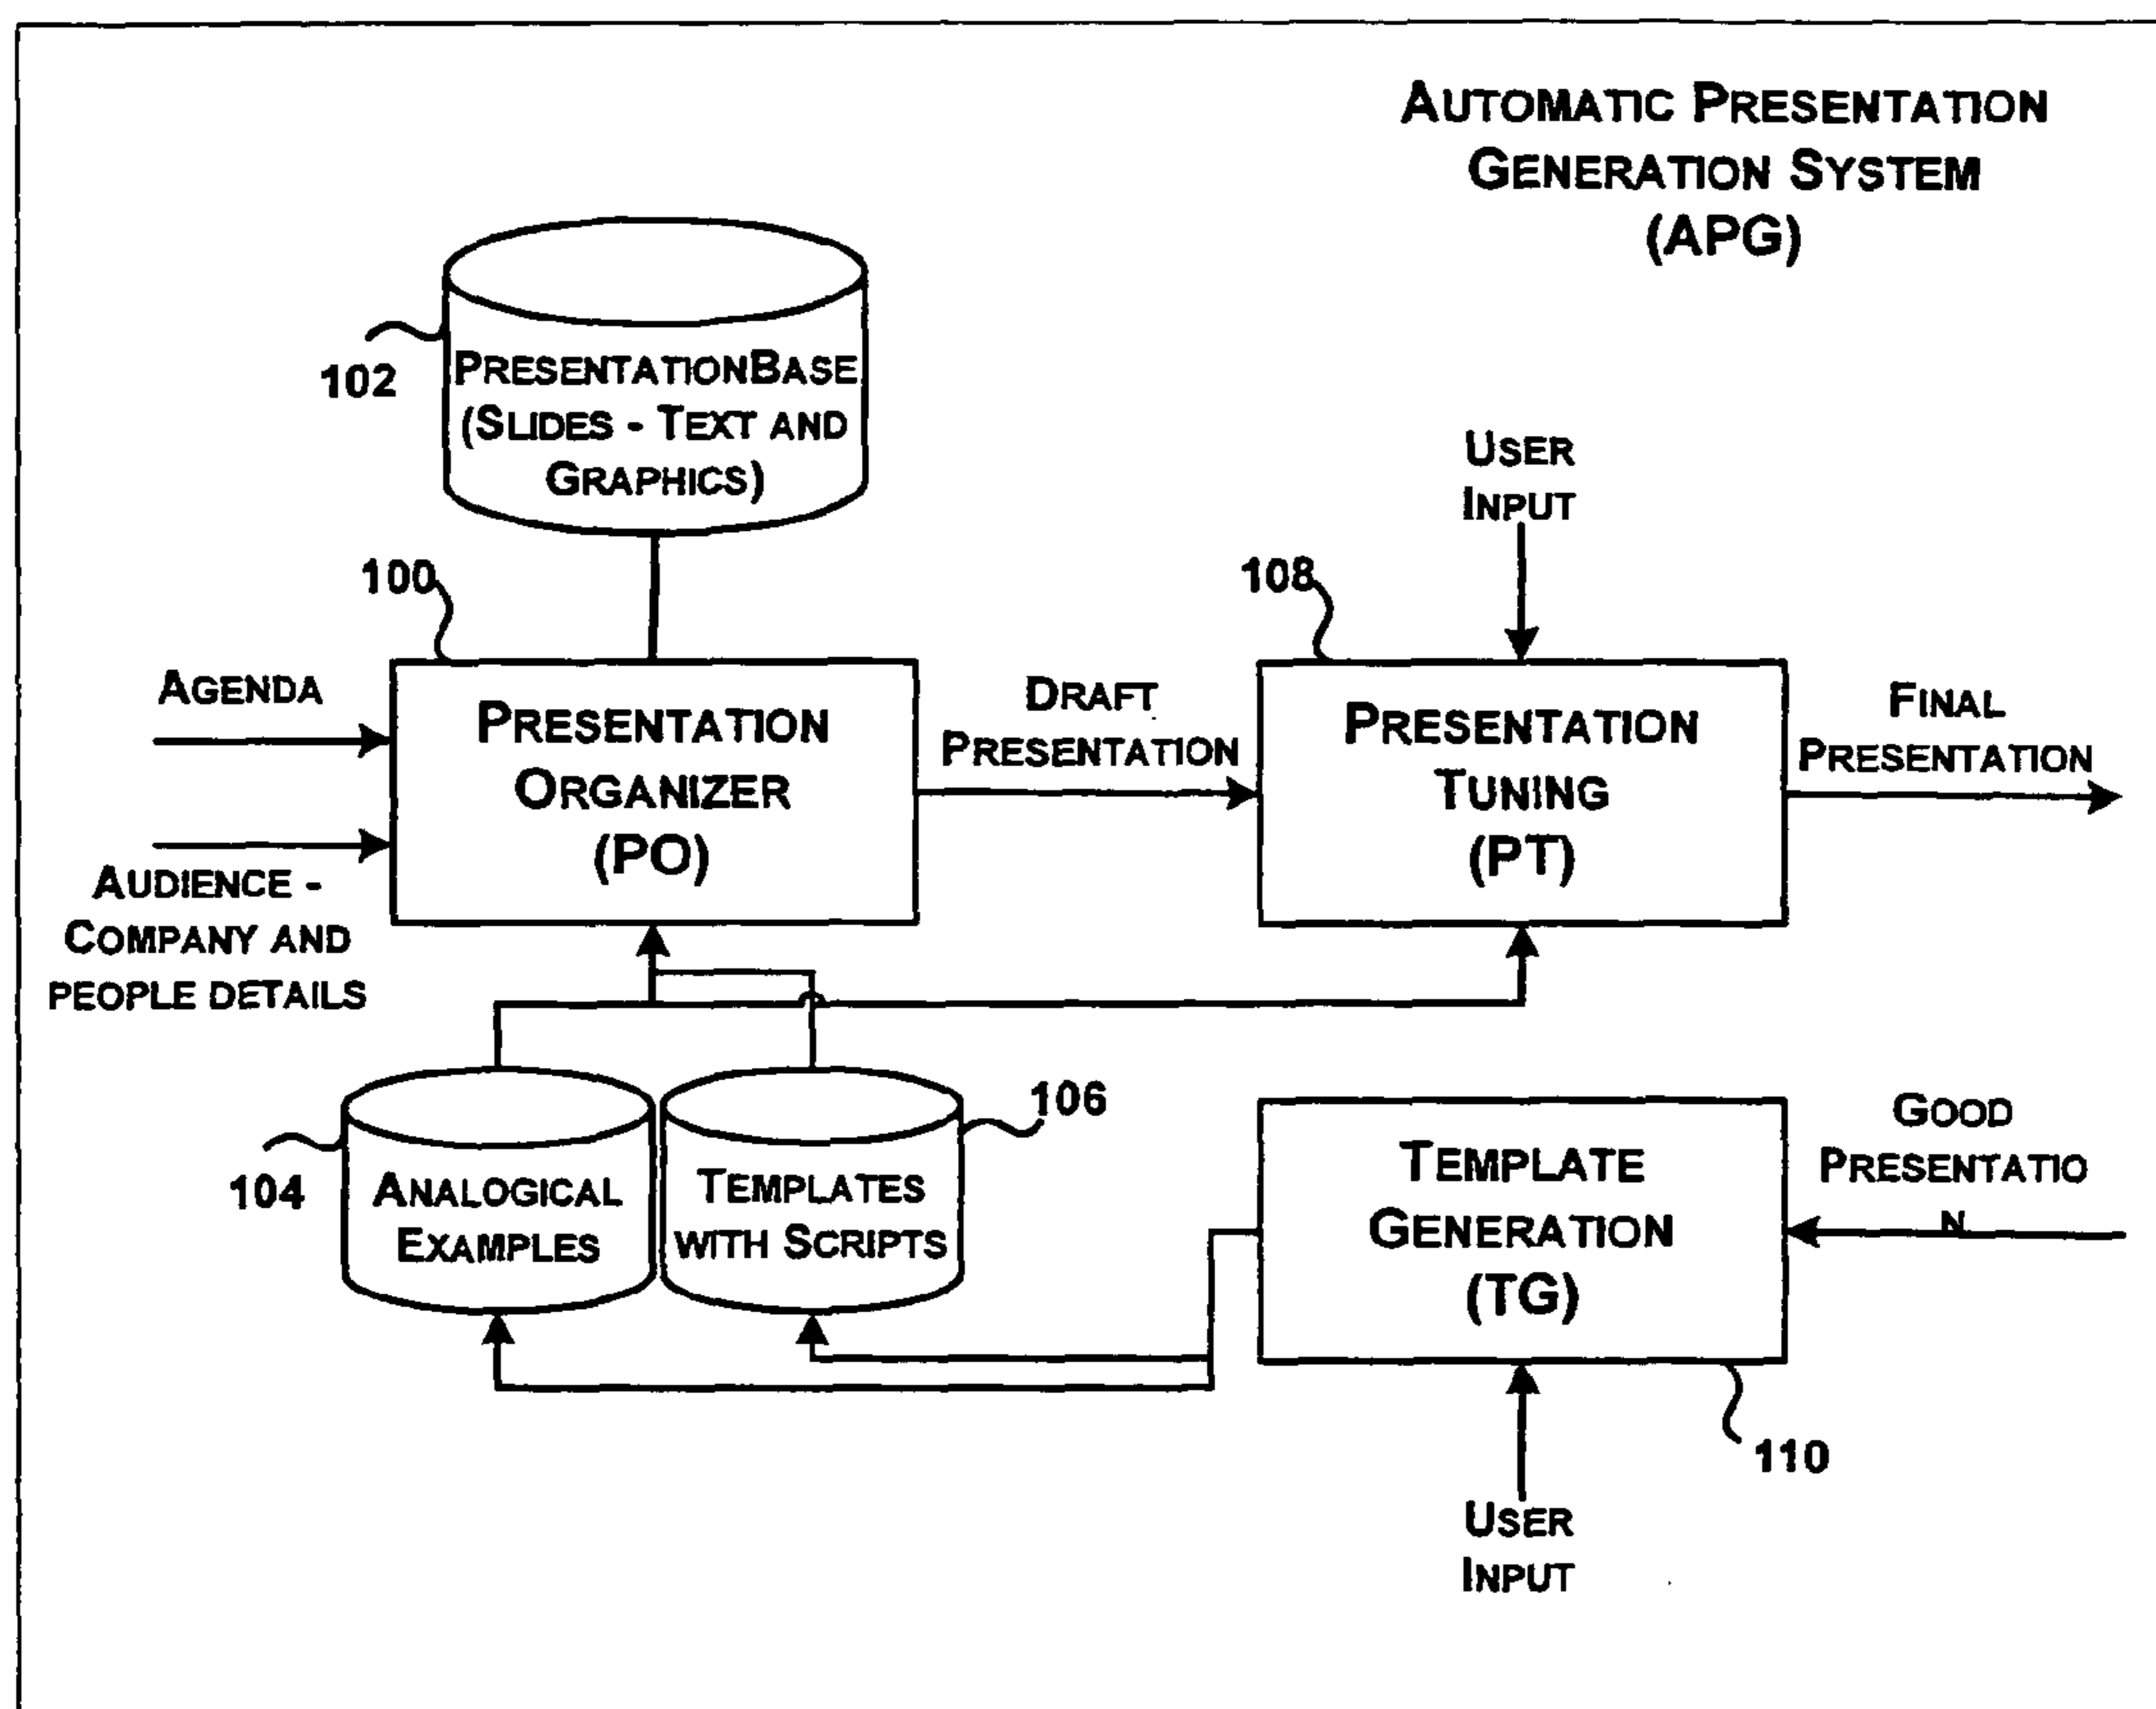 AUTOMATIC PRESENTATION
GENERATION SYSTEM
(APG)
102
PRESENTATIONBASE
(SLIDES - TEXT AND
GRAPHICS)
USER
INPUT
100
108
AGENDA
PRESENTATION
ORGANIZER
(PO)
DRAFT
PRESENTATION
PRESENTATION
TUNING
(PT)
FINAL
PRESENTATION
AUDIENCE -
COMPANY AND
PEOPLE DETAILS
104
ANALOGICAL
EXAMPLES
TEMPLATES
WITH SCRIPTS
106
TEMPLATE
GENERATION
(TG)
GOOD
PRESENTATIO
N
110
USER
INPUT